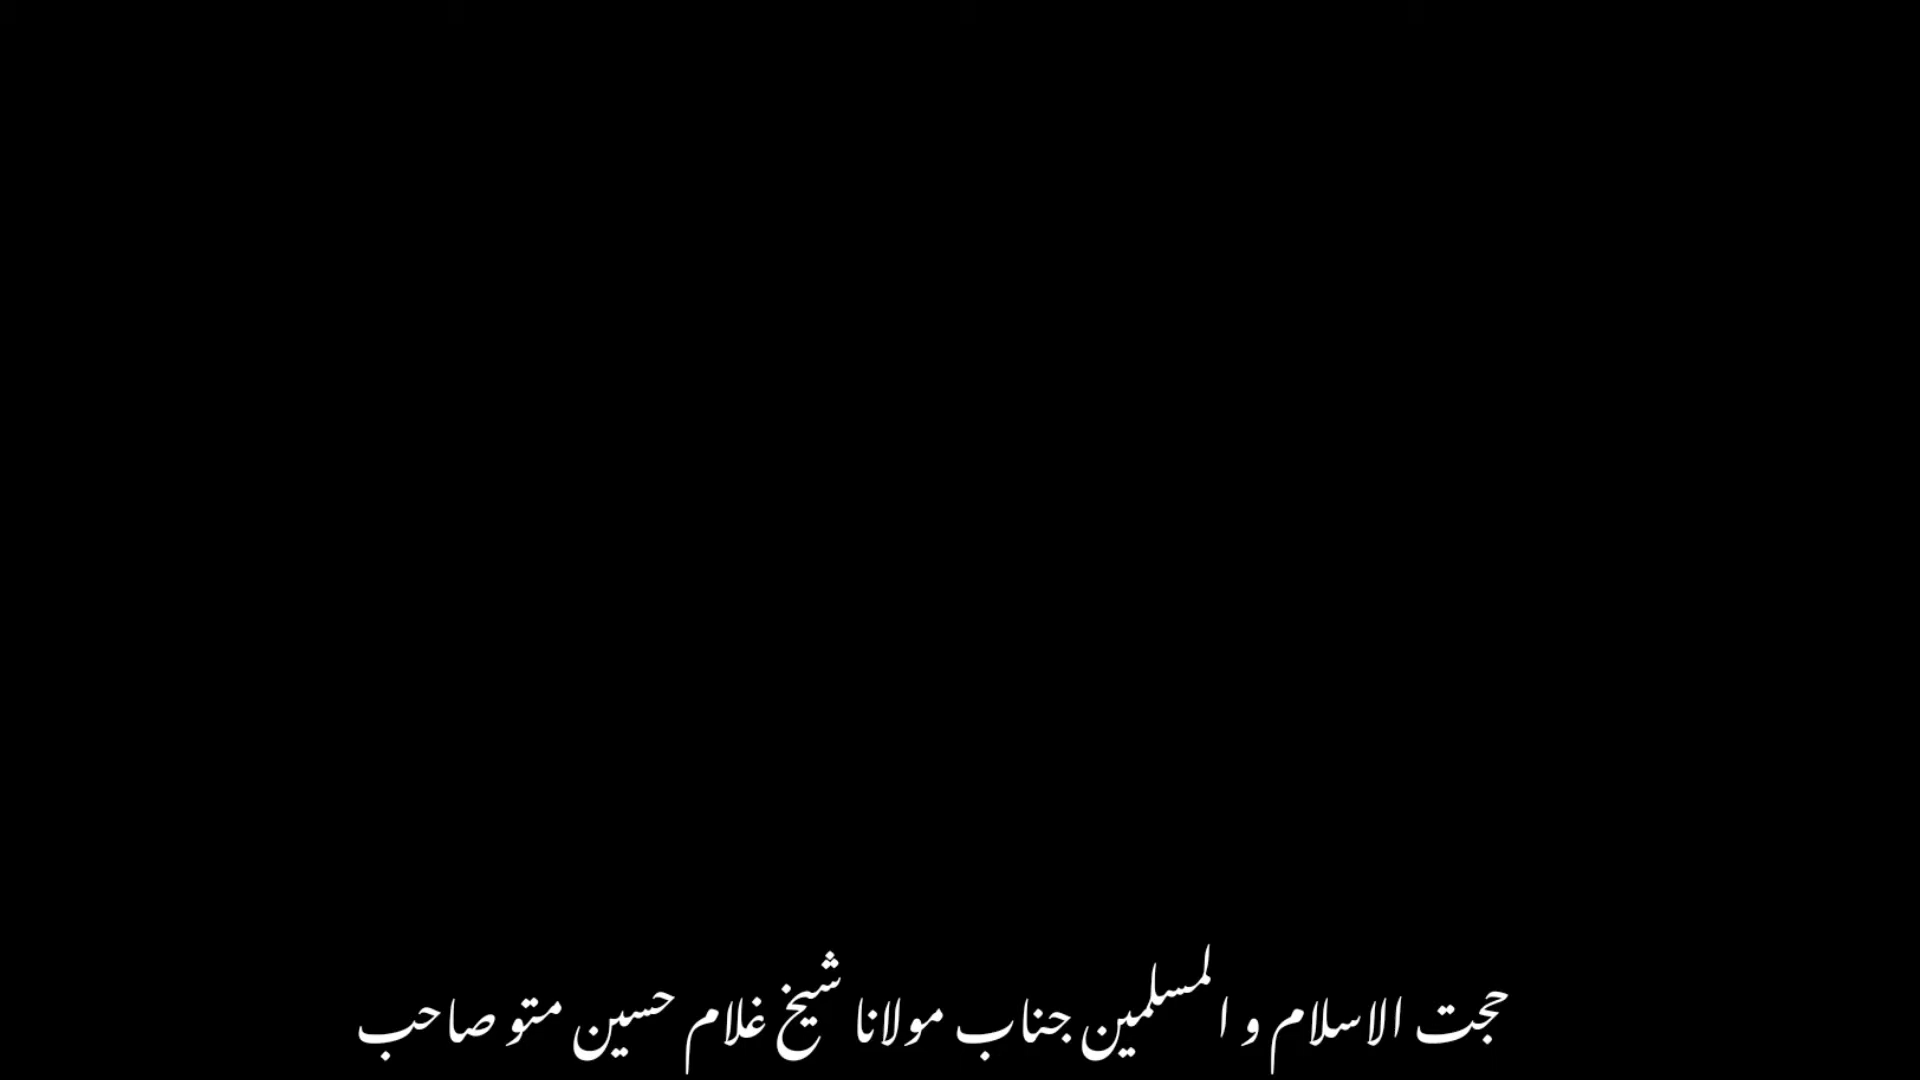 حجت الاسلام و المسلمین جناب مولانا شیخ غلام حسین متو صاحب